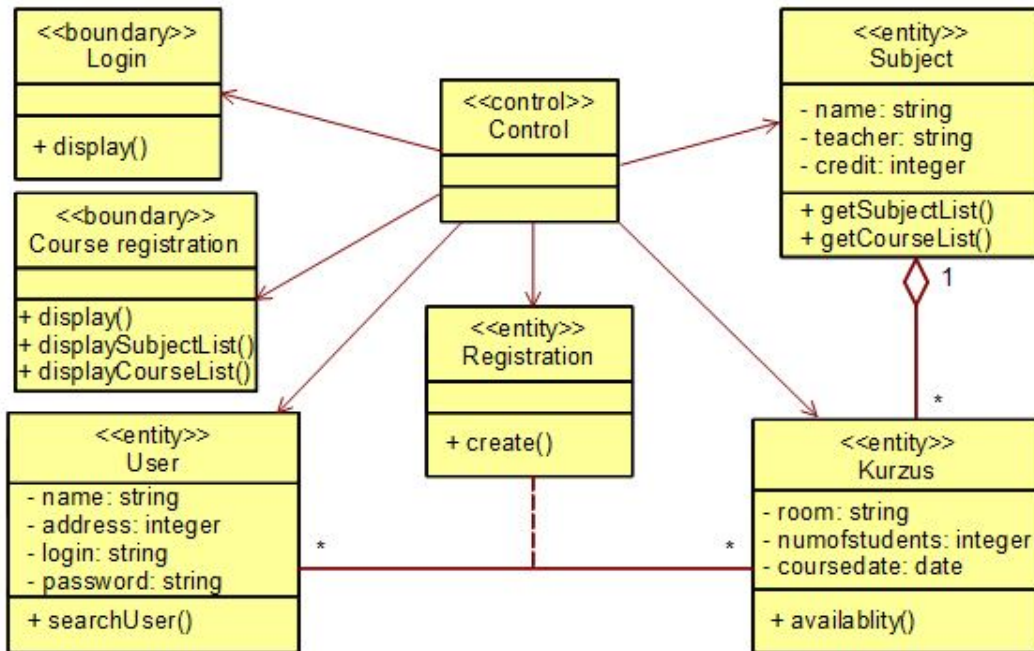 <<boundary>>
Login
+ display()
<<control>>
Control
<<entity>>
Subject
- name: string
- teacher: string
- credit: integer
+ getSubjectList()
+ getCourseList()
1
*
<<boundary>>
Course registration
+ display()
+ displaySubjectList()
+ displayCourseList()
<<entity>>
Registration
+ create()
<<entity>>
User
- name: string
- address: integer
- login: string
- password: string
+ searchUser()
*
*
<<entity>>
Kurzus
- room: string
- numofstudents: integer
- coursedate: date
+ availablity()